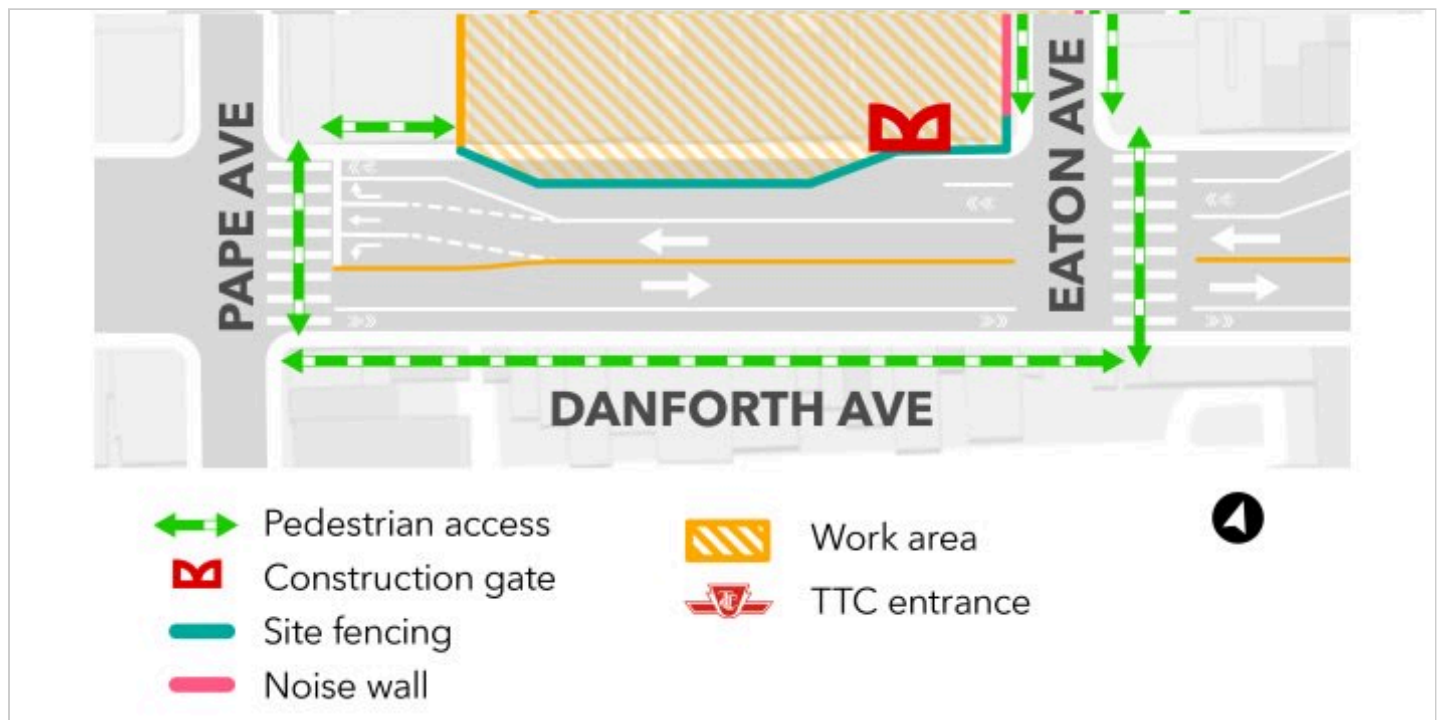 PAPE AVE
EATON AVE
DANFORTH AVE
Pedestrian access
Construction gate
Site fencing
Noise wall
Work area
TTC entrance